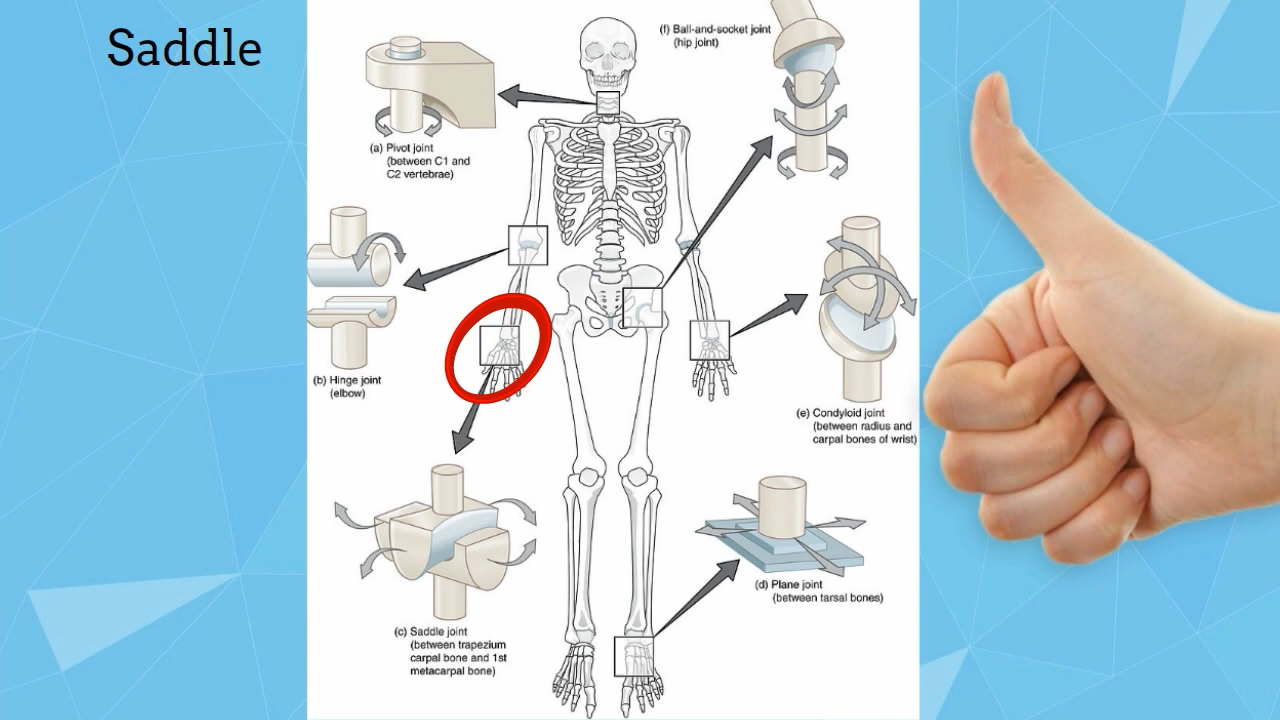 Saddle
(f) Ball-and-socket joint
(hip joint)
(a) Pivot joint
(between C1 and
C2 vertebrae)
(b) Hinge joint
(elbow)
(e) Condyloid joint
(between radius and
carpal bones of wrist)
(d) Plane joint
(between tarsal bones)
(c) Saddle joint
(between trapezium
carpal bone and 1st
metacarpal bone)